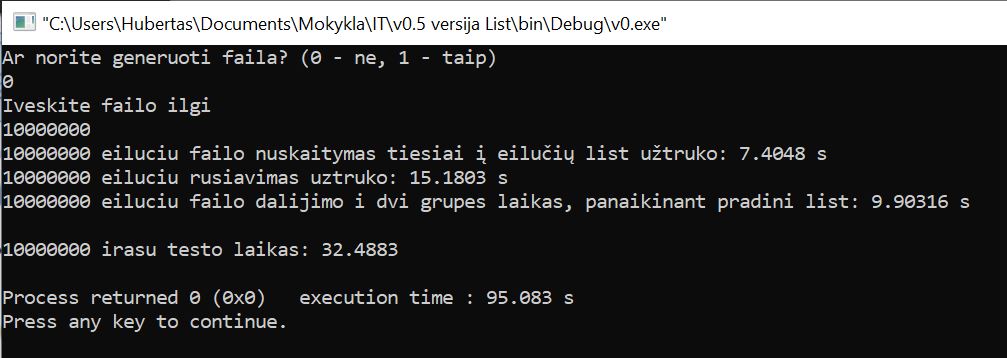 "C:\Users\Hubertas\Documents\Mokykla\IT\v0.5 versija List\bin\Debug\v0.exe"
Ar norite generuoti faila? (0 - ne, 1 - taip)
0
Iveskite failo ilgi
10000000
10000000 eiluciu failo nuskaitymas tiesiai į eilučių list užtruko: 7.4048 s
10000000 eiluciu rusiavimas uztruko: 15.1803 s
10000000 eiluciu failo dalijimo i dvi grupes laikas, panaikinant pradini list: 9.90316 s
10000000 irasu testo laikas: 32.4883
Process returned 0 (0x0)   execution time : 95.083 s
Press any key to continue.